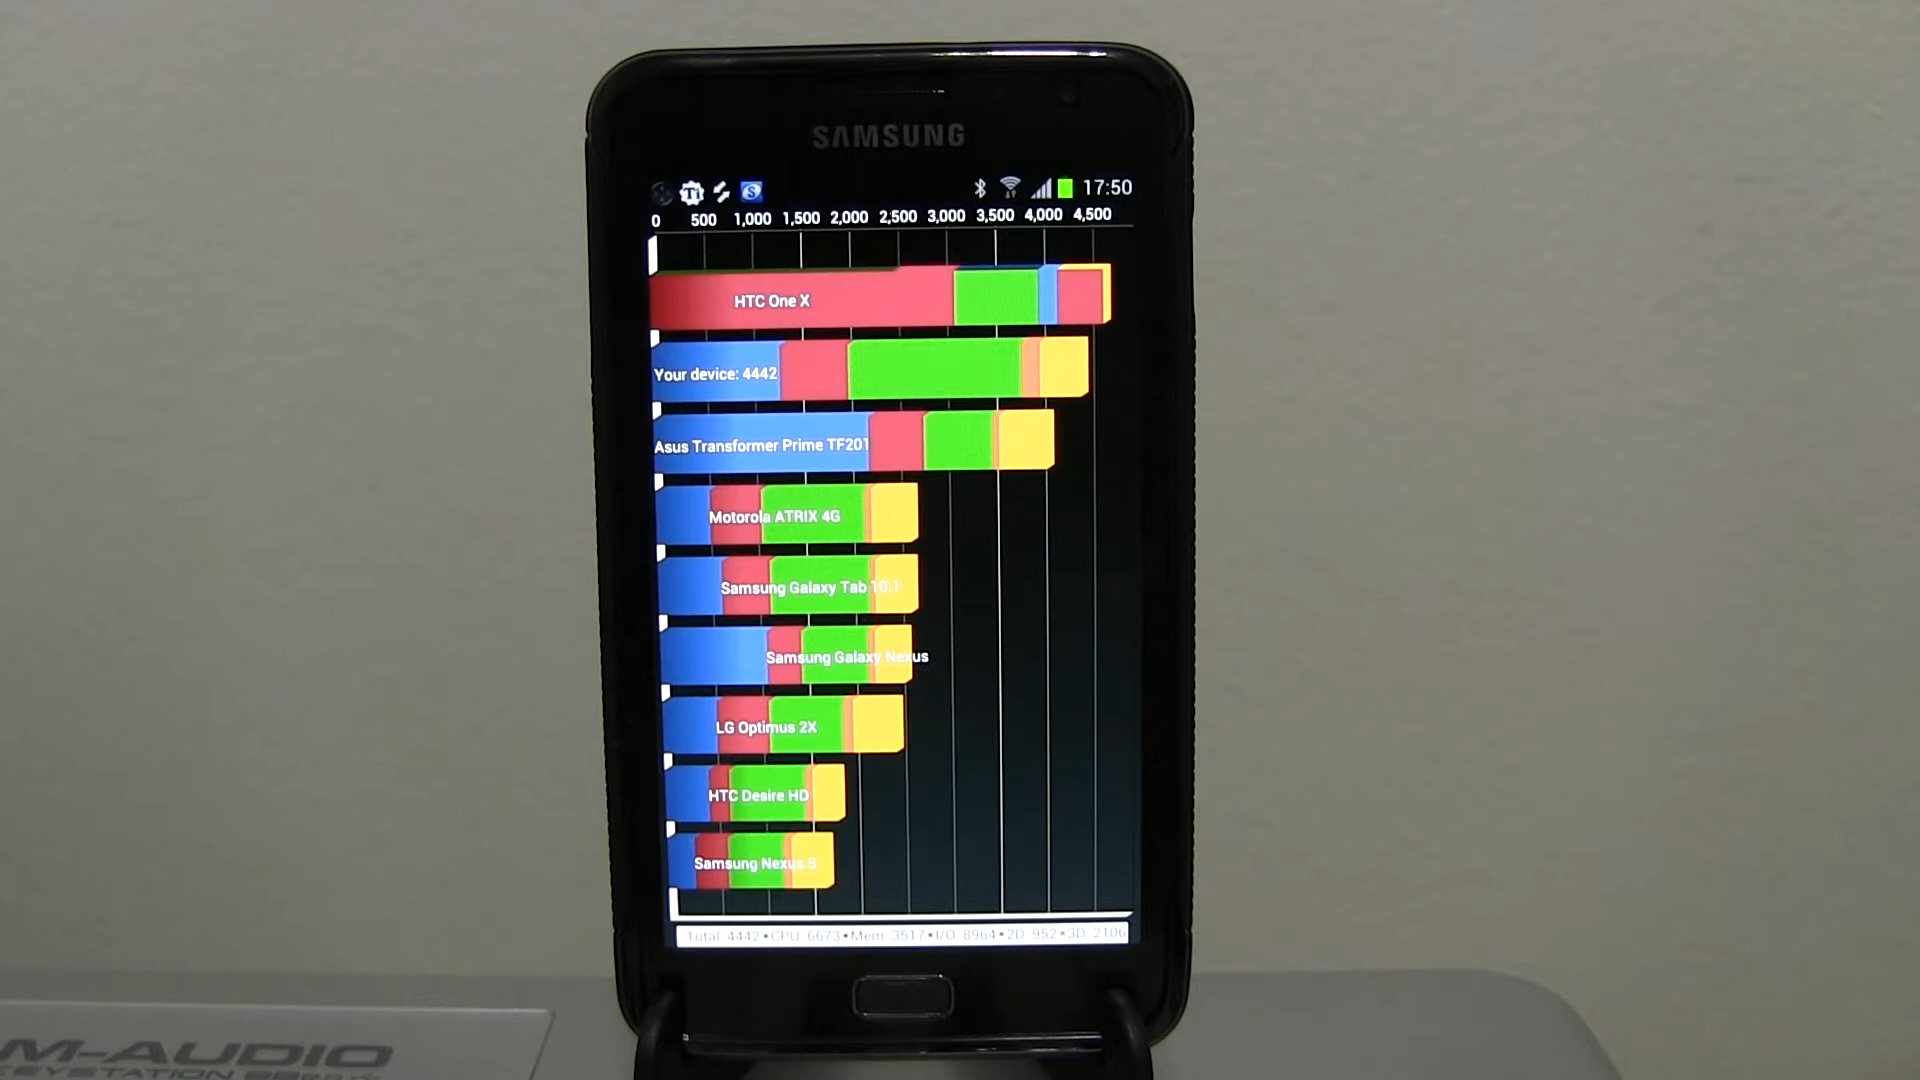 SAMSUNG
17:50
0 500 1,000 1,500 2,000 2,500 3,000 3,500 4,000 4,500
HTC One X
Your device: 4442
Asus Transformer Prime TF201
Motorola ATRIX 4G
Samsung Galaxy Tab 10.1
Samsung Galaxy Nexus
LG Optimus 2X
HTC Desire HD
Samsung Nexus S
Total: 4442•CPU: 6673•Mem: 3517•I/O: 8964•2D: 952•3D: 2106
M-AUDIO
KEYSTATION